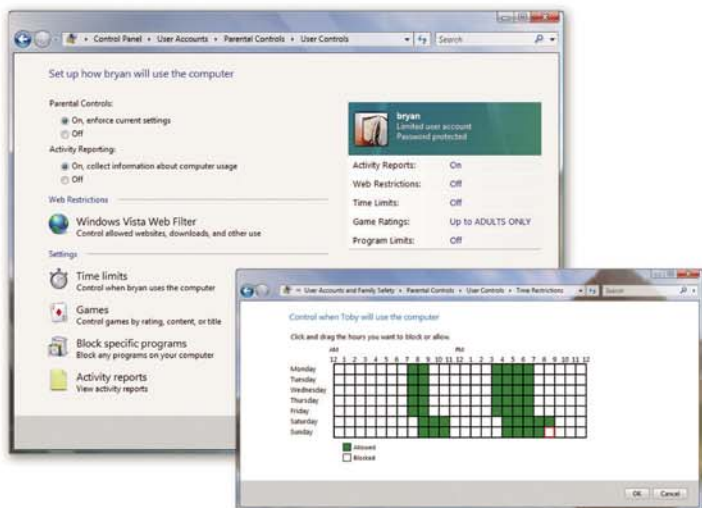 Control Panel ▸ User Accounts ▸ Parental Controls ▸ User Controls
Search
Set up how bryan will use the computer
Parental Controls:
On, enforce current settings
Off
Activity Reporting:
On, collect information about computer usage
Off
Web Restrictions
Windows Vista Web Filter
Control allowed websites, downloads, and other use
Settings
Time limits
Control when bryan uses the computer
Games
Control games by rating, content, or title
Block specific programs
Block any programs on your computer
Activity reports
View activity reports
bryan
Limited user account
Password protected
Activity Reports: On
Web Restrictions: Off
Time Limits: Off
Game Ratings: Up to ADULTS ONLY
Program Limits: Off
User Accounts and Family Safety ▸ Parental Controls ▸ User Controls ▸ Time Restrictions
Search
Control when Toby will use the computer
Click and drag the hours you want to block or allow.
AM PM
12 1 2 3 4 5 6 7 8 9 10 11 12 1 2 3 4 5 6 7 8 9 10 11 12
Monday
Tuesday
Wednesday
Thursday
Friday
Saturday
Sunday
Allowed
Blocked
OK Cancel